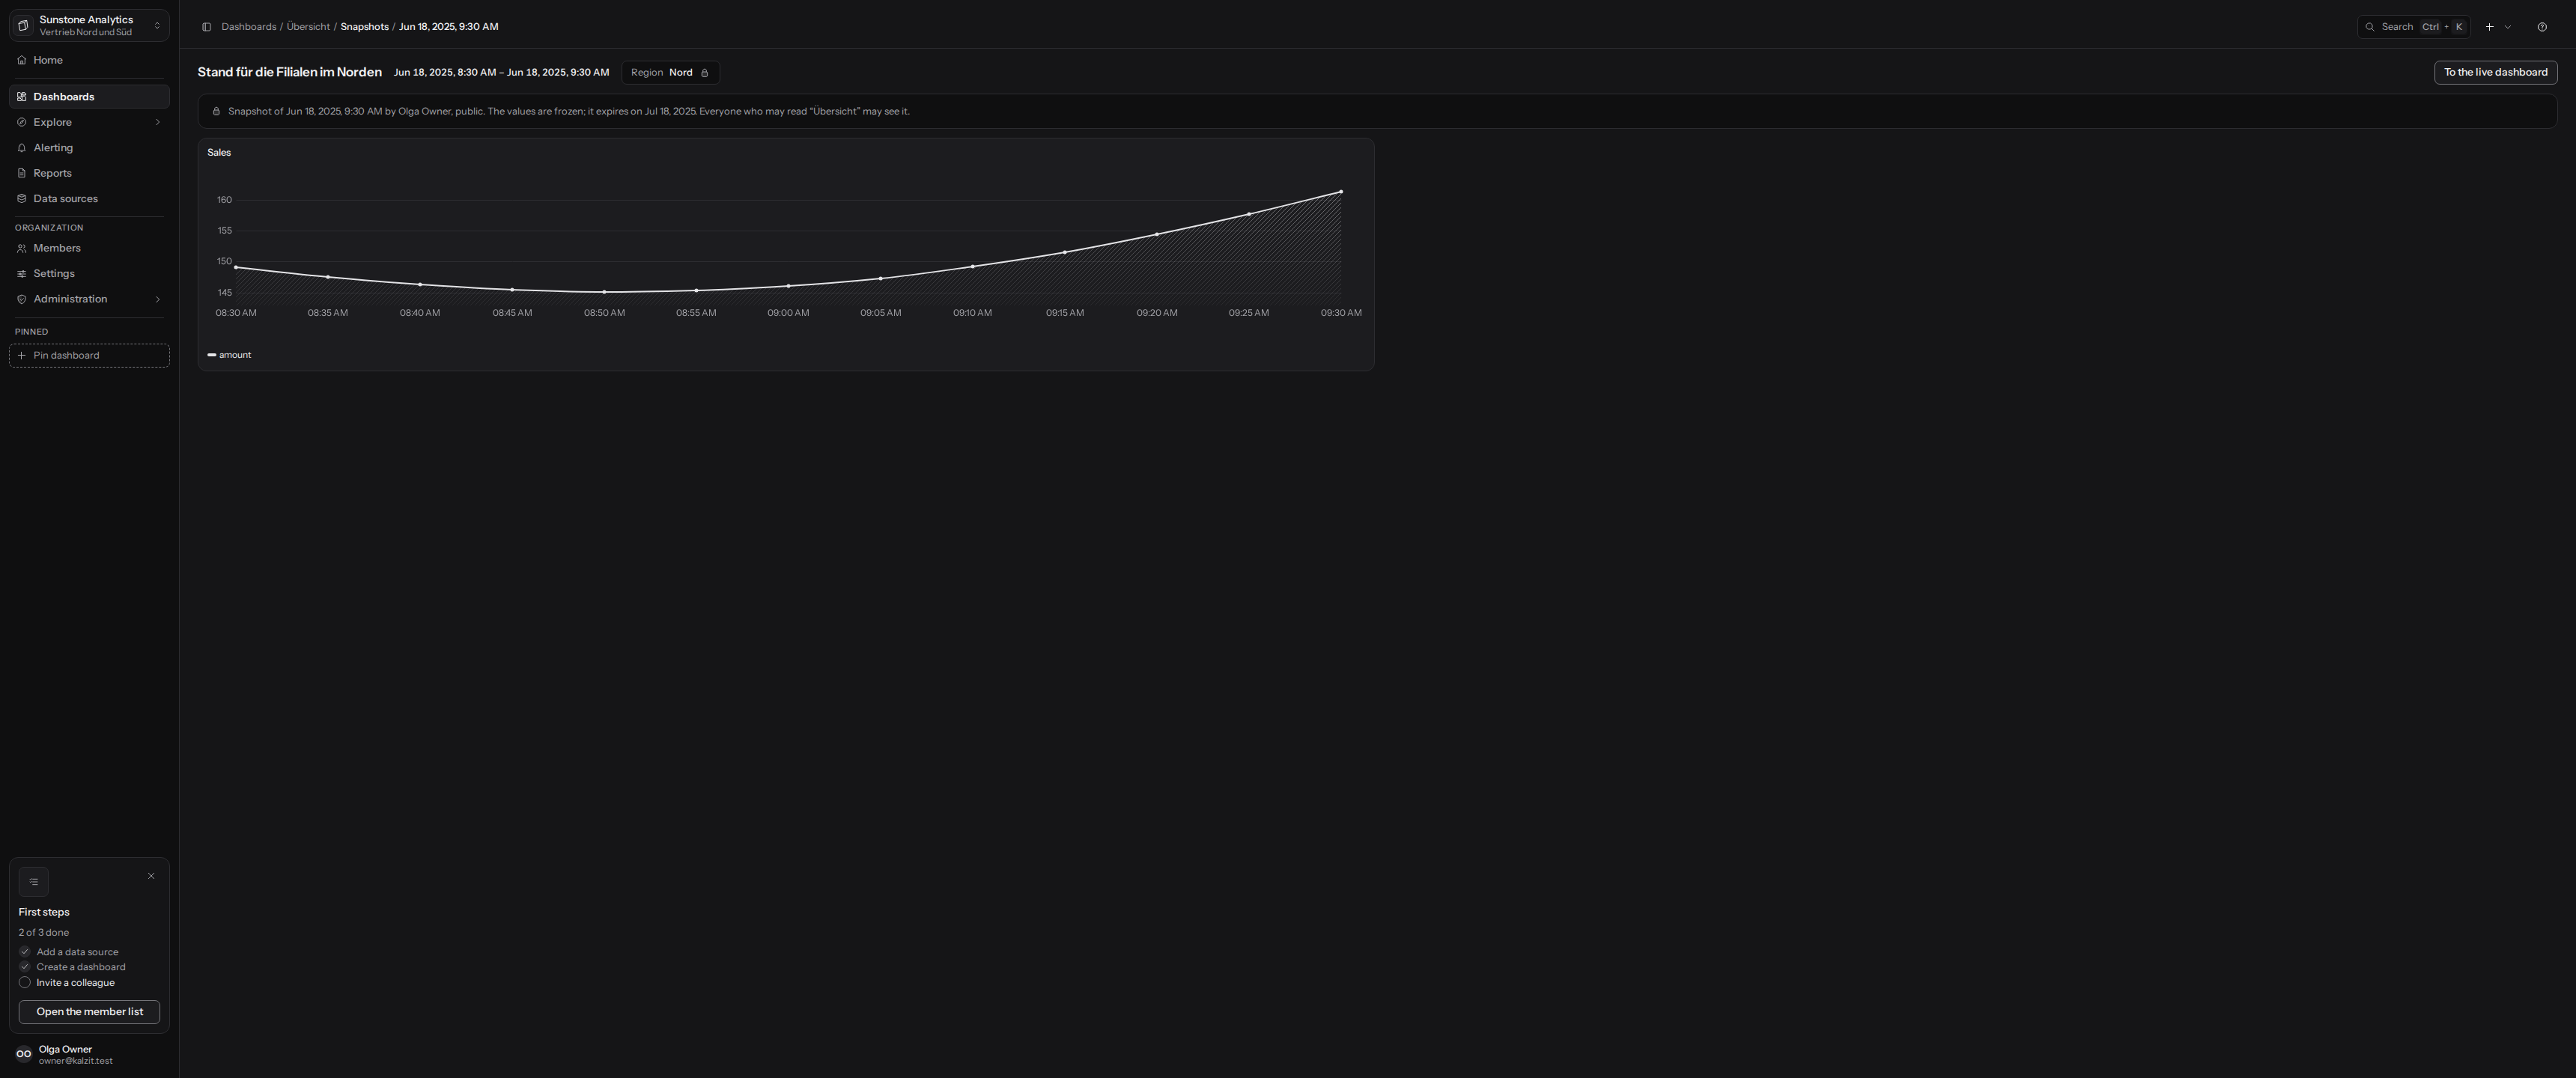 Sunstone Analytics
Vertrieb Nord und Süd
Home
Dashboards
Explore
Alerting
Reports
Data sources
ORGANIZATION
Members
Settings
Administration
PINNED
Pin dashboard
First steps
2 of 3 done
Add a data source
Create a dashboard
Invite a colleague
Open the member list
OO
Olga Owner
owner@kalzit.test
Dashboards / Übersicht / Snapshots / Jun 18, 2025, 9:30 AM
Search Ctrl + K
Stand für die Filialen im Norden
Jun 18, 2025, 8:30 AM – Jun 18, 2025, 9:30 AM
Region Nord
To the live dashboard
Snapshot of Jun 18, 2025, 9:30 AM by Olga Owner, public. The values are frozen; it expires on Jul 18, 2025. Everyone who may read “Übersicht” may see it.
Sales
160
155
150
145
08:30 AM 08:35 AM 08:40 AM 08:45 AM 08:50 AM 08:55 AM 09:00 AM 09:05 AM 09:10 AM 09:15 AM 09:20 AM 09:25 AM 09:30 AM
amount